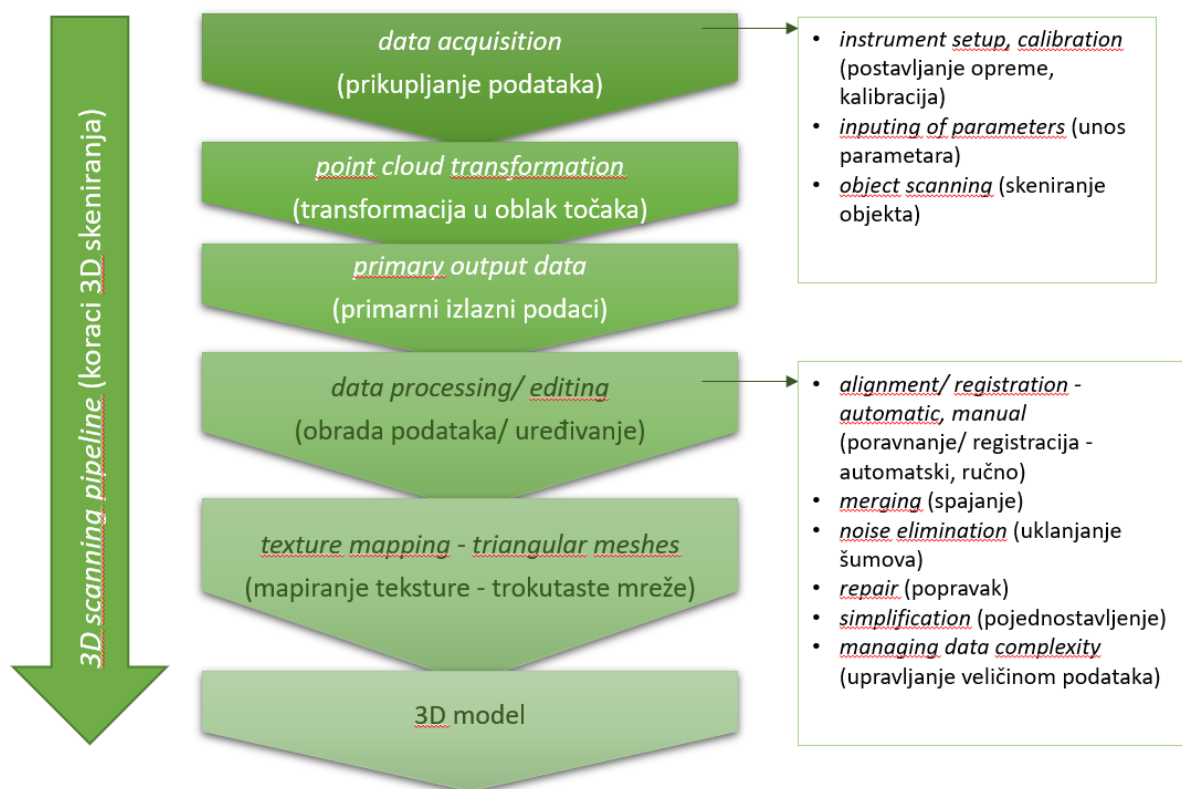 3D scanning pipeline (koraci 3D skeniranja)
data acquisition
(prikupljanje podataka)
point cloud transformation
(transformacija u oblak točaka)
primary output data
(primarni izlazni podaci)
data processing/ editing
(obrada podataka/ uređivanje)
texture mapping - triangular meshes
(mapiranje teksture - trokutaste mreže)
3D model
• instrument setup, calibration
(postavljanje opreme,
kalibracija)
• inputing of parameters (unos
parametara)
• object scanning (skeniranje
objekta)
• alignment/ registration -
automatic, manual
(poravnanje/ registracija -
automatski, ručno)
• merging (spajanje)
• noise elimination (uklanjanje
šumova)
• repair (popravak)
• simplification (pojednostavljenje)
• managing data complexity
(upravljanje veličinom podataka)